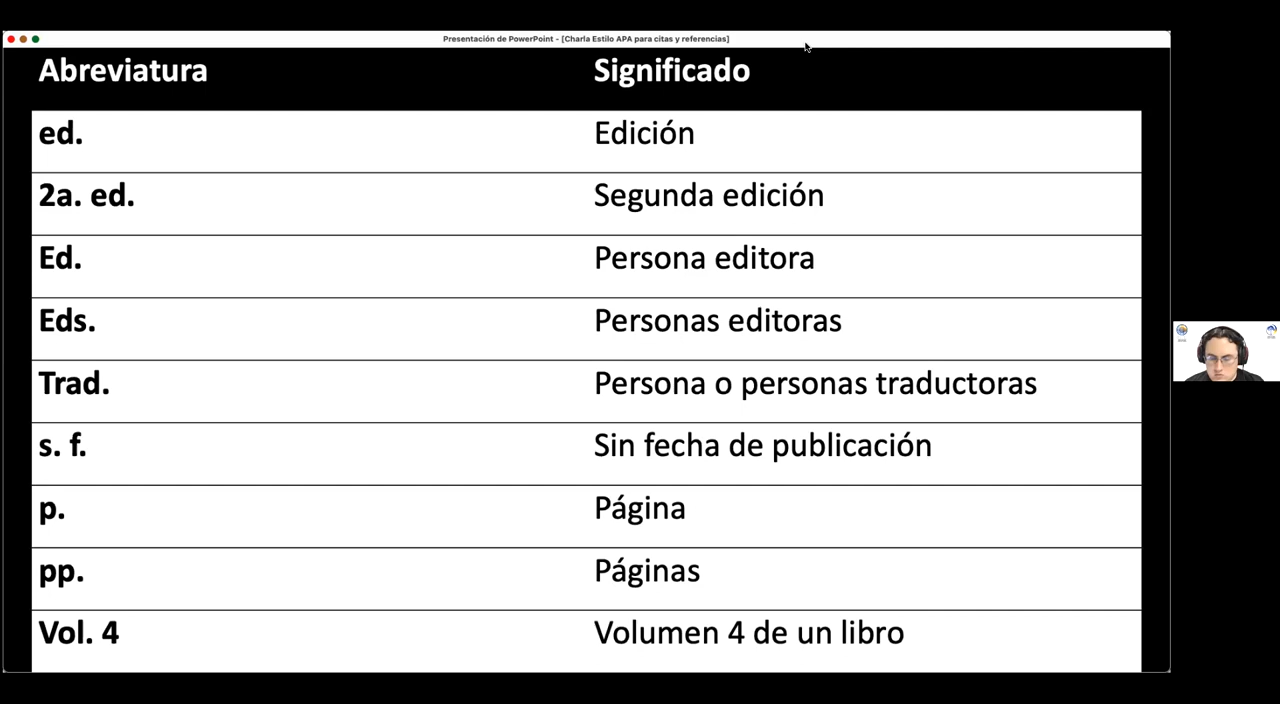 Presentación de PowerPoint - [Charla Estilo APA para citas y referencias]
Abreviatura Significado
ed. Edición
2a. ed. Segunda edición
Ed. Persona editora
Eds. Personas editoras
Trad. Persona o personas traductoras
s. f. Sin fecha de publicación
p. Página
pp. Páginas
Vol. 4 Volumen 4 de un libro